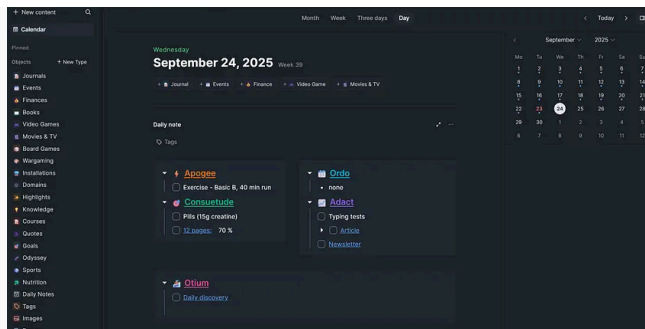 + New content
Calendar
Pinned
Objects + New Type
Journals
Events
Finances
Books
Video Games
Movies & TV
Board Games
Wargaming
Installations
Domains
Highlights
Knowledge
Courses
Quotes
Goals
Odyssey
Sports
Nutrition
Daily Notes
Tags
Images
Month Week Three days Day
Today
Wednesday
September 24, 2025 Week 39
+ Journal + Events + Finance + Video Game + Movies & TV
Daily note
Tags
Apogee
Exercise - Basic B, 40 min run
Consuetude
Pills (15g creatine)
12 pages: 70 %
Ordo
none
Adact
Typing tests
Article
Newsletter
Otium
Daily discovery
September 2025
Mo Tu We Th Fr Sa Su
1 2 3 4 5 6 7
8 9 10 11 12 13 14
15 16 17 18 19 20 21
22 23 24 25 26 27 28
29 30 1 2 3 4 5
6 7 8 9 10 11 12